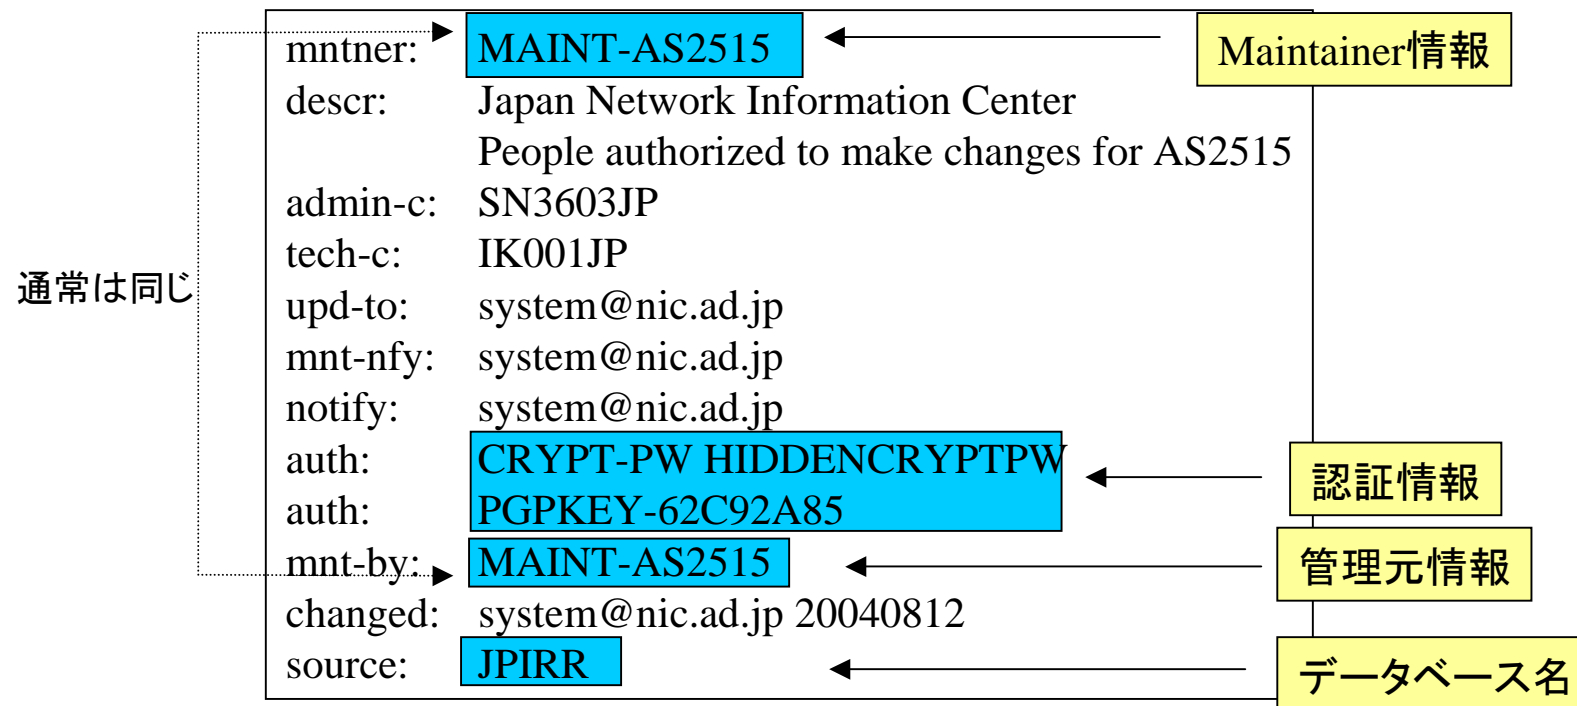 mntner: MAINT-AS2515 Maintainer情報
descr: Japan Network Information Center
People authorized to make changes for AS2515
admin-c: SN3603JP
tech-c: IK001JP
通常は同じ
upd-to: system@nic.ad.jp
mnt-nfy: system@nic.ad.jp
notify: system@nic.ad.jp
auth: CRYPT-PW HIDDENCRYPTPW 認証情報
auth: PGPKEY-62C92A85
mnt-by: MAINT-AS2515 管理元情報
changed: system@nic.ad.jp 20040812
source: JPIRR データベース名